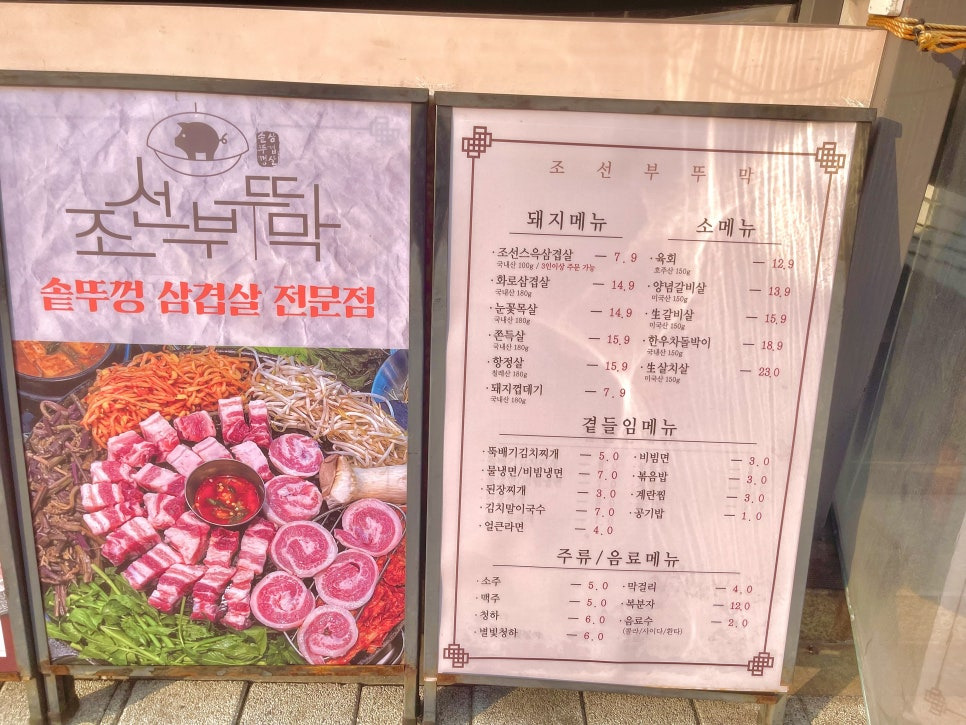 솥뚜껑
삼겹살
조선부뚜막
솥뚜껑 삼겹살 전문점
조선부뚜막
돼지메뉴
·조선스윽삼겹살 — 7.9
국내산 100g / 3인이상 주문 가능
·화로삼겹살 — 14.9
국내산 180g
·눈꽃목살 — 14.9
국내산 180g
·쫀득살 — 15.9
국내산 180g
·항정살 — 15.9
칠레산 180g
·돼지껍데기 — 7.9
국내산 180g
소메뉴
·육회 — 12.9
호주산 150g
·양념갈비살 — 13.9
미국산 150g
·生갈비살 — 15.9
미국산 150g
·한우차돌박이 — 18.9
국내산 150g
·生살치살 — 23.0
미국산 150g
곁들임메뉴
·뚝배기김치찌개 — 5.0
·물냉면/비빔냉면 — 7.0
·된장찌개 — 3.0
·김치말이국수 — 7.0
·얼큰라면 — 4.0
·비빔면 — 3.0
·볶음밥 — 3.0
·계란찜 — 3.0
·공기밥 — 1.0
주류/음료메뉴
·소주 — 5.0
·맥주 — 5.0
·청하 — 6.0
·별빛청하 — 6.0
·막걸리 — 4.0
·복분자 — 12.0
·음료수 — 2.0
(콜라/사이다/환타)